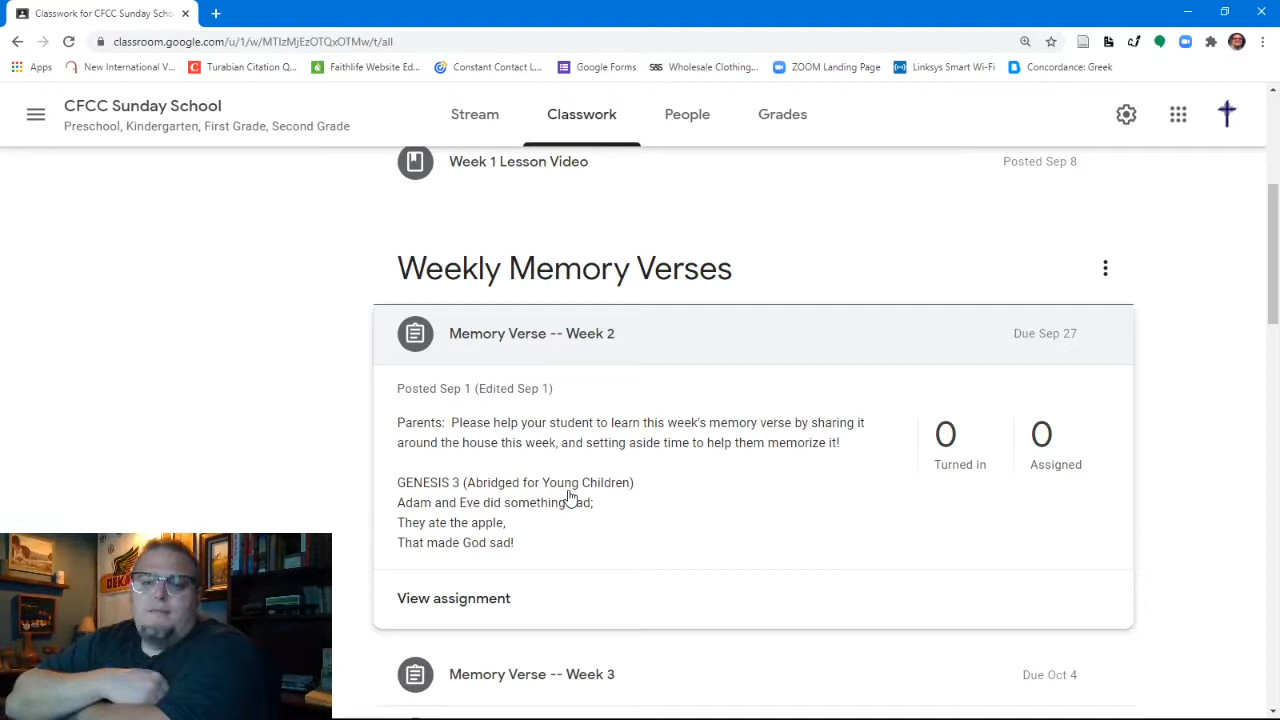 Classroom for CFCC Sunday Scho
classroom.google.com/u/1/w/MTIzMjEzOTQxOTMw/t/all
Apps
New International V...
Turabian Citation Q...
Faithlife Website Ed...
Constant Contact L...
Google Forms
S&S Wholesale Clothing...
ZOOM Landing Page
Linksys Smart Wi-Fi
Concordance: Greek
CFCC Sunday School
Preschool, Kindergarten, First Grade, Second Grade
Stream
Classwork
People
Grades
Week 1 Lesson Video
Posted Sep 8
Weekly Memory Verses
Memory Verse -- Week 2
Due Sep 27
Posted Sep 1 (Edited Sep 1)
Parents: Please help your student to learn this week's memory verse by sharing it
around the house this week, and setting aside time to help them memorize it!
0
Turned in
0
Assigned
GENESIS 3 (Abridged for Young Children)
Adam and Eve did something
They ate the apple,
That made God sad!
View assignment
Memory Verse -- Week 3
Due Oct 4